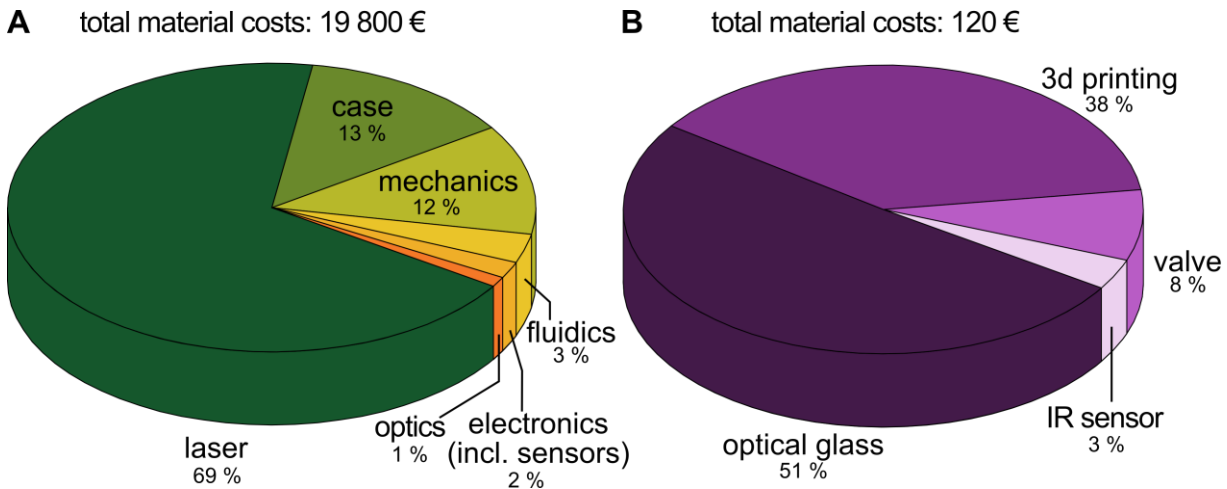 A total material costs: 19 800 €
case
13 %
mechanics
12 %
fluidics
3 %
electronics
(incl. sensors)
2 %
optics
1 %
laser
69 %
B total material costs: 120 €
3d printing
38 %
valve
8 %
IR sensor
3 %
optical glass
51 %